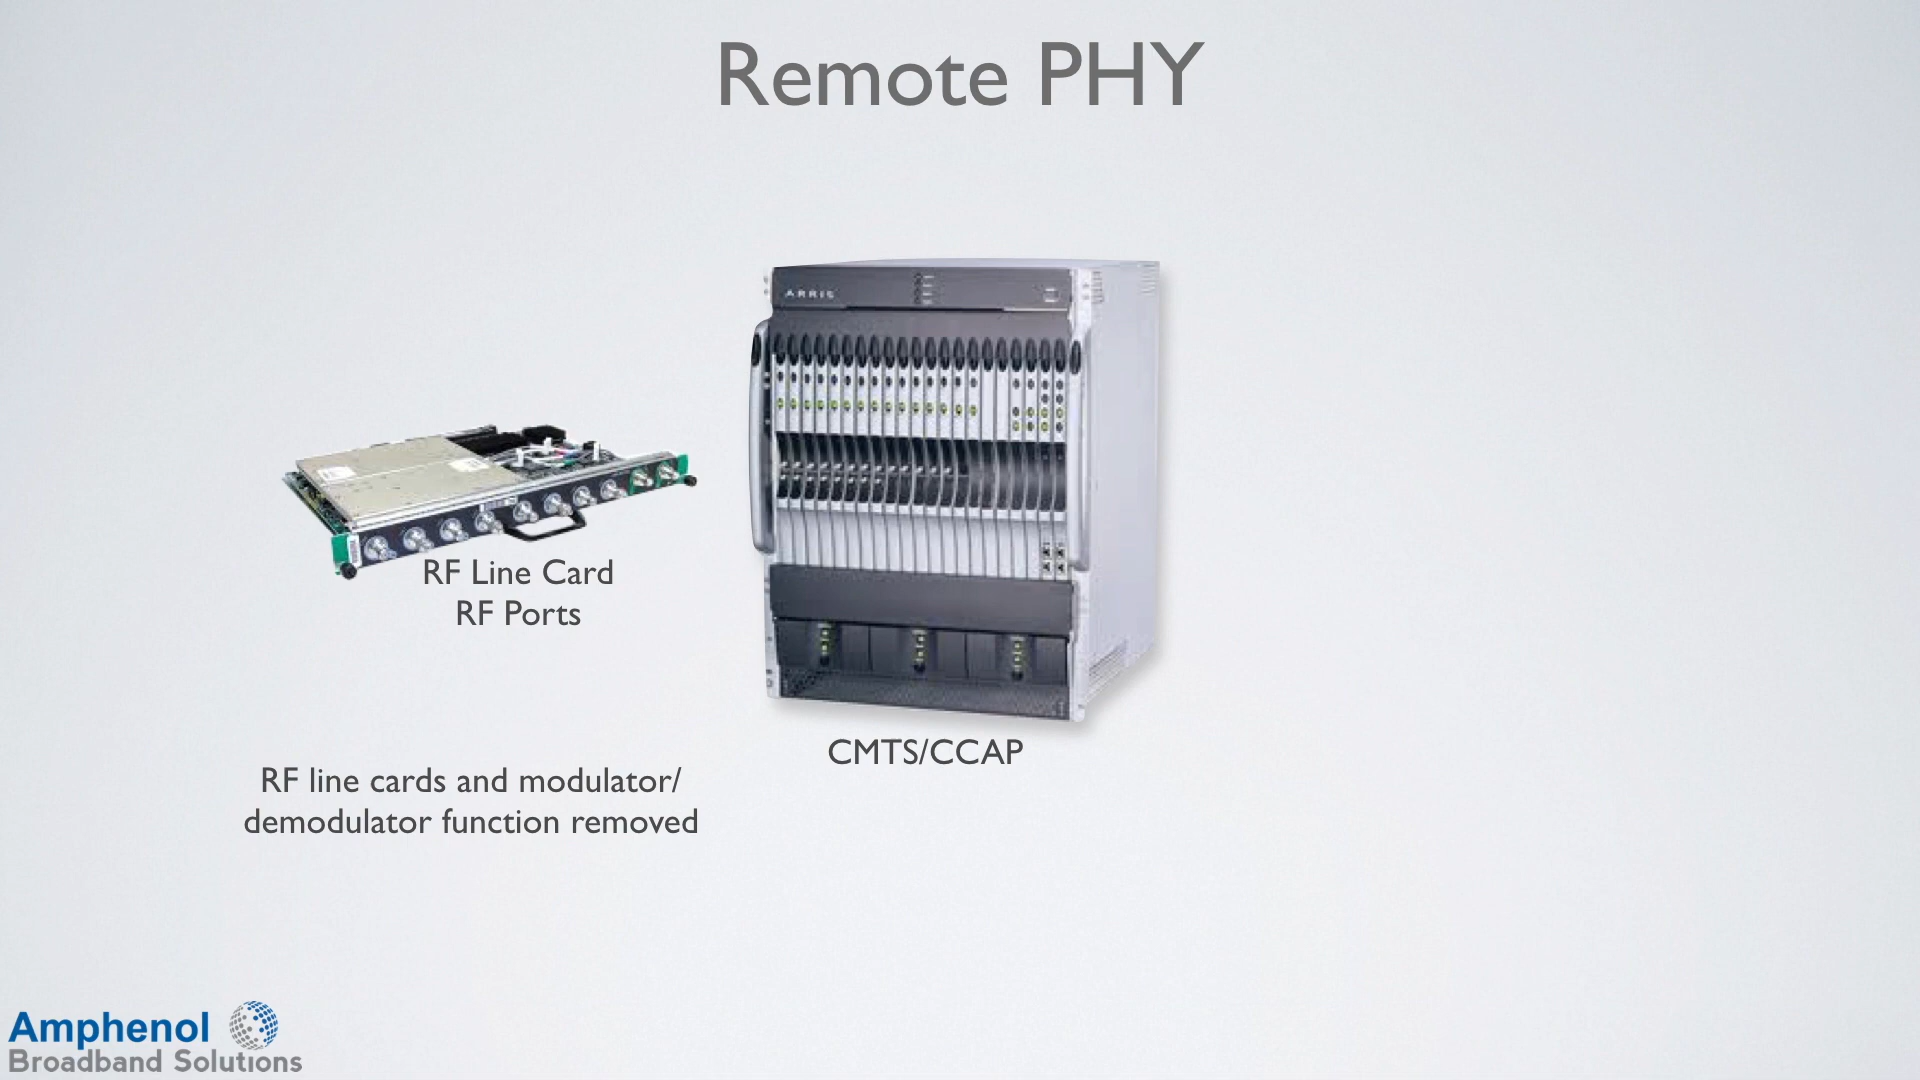 Remote PHY
ARRIS
RF Line Card
RF Ports
CMTS/CCAP
RF line cards and modulator/
demodulator function removed
Amphenol
Broadband Solutions